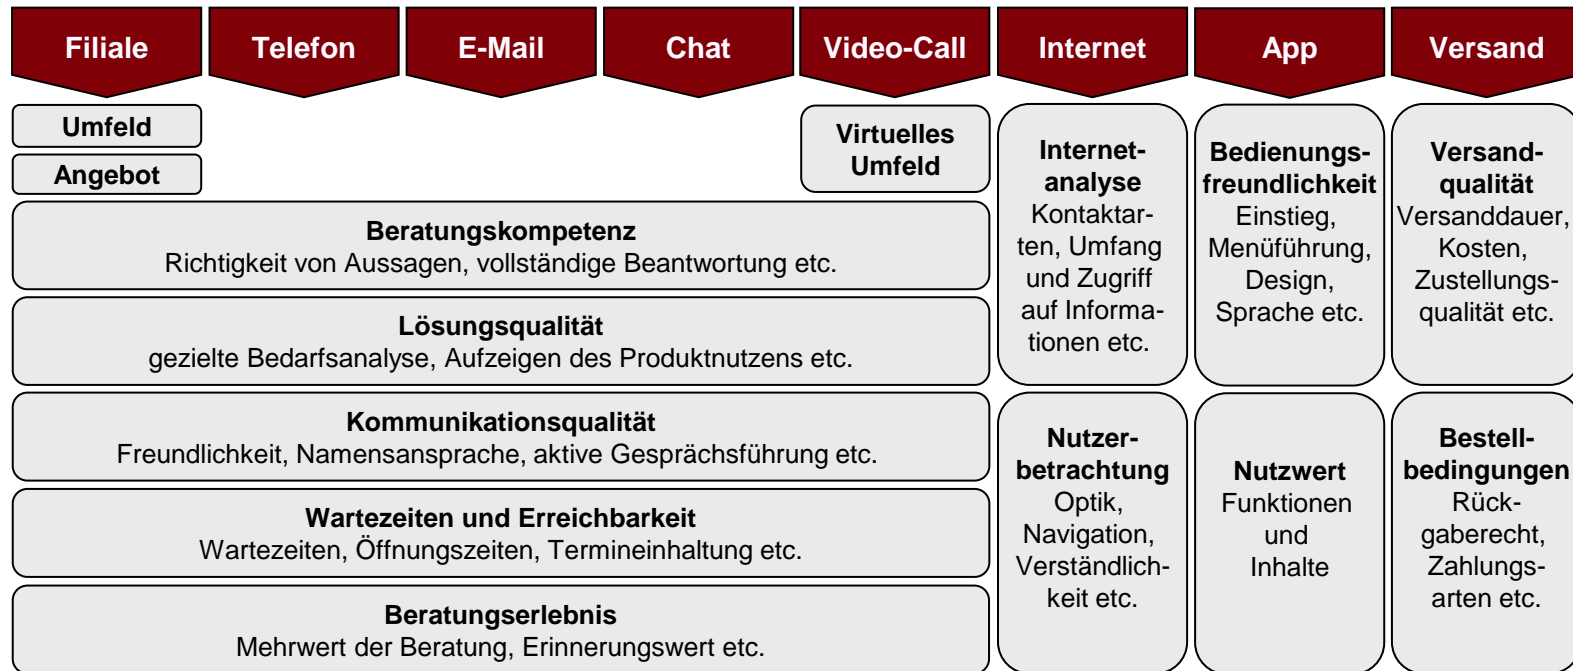 Filiale
Telefon
E-Mail
Chat
Video-Call
Internet
App
Versand
Umfeld
Angebot
Virtuelles
Umfeld
Beratungskompetenz
Richtigkeit von Aussagen, vollständige Beantwortung etc.
Lösungsqualität
gezielte Bedarfsanalyse, Aufzeigen des Produktnutzens etc.
Kommunikationsqualität
Freundlichkeit, Namensansprache, aktive Gesprächsführung etc.
Wartezeiten und Erreichbarkeit
Wartezeiten, Öffnungszeiten, Termineinhaltung etc.
Beratungserlebnis
Mehrwert der Beratung, Erinnerungswert etc.
Internet-
analyse
Kontaktar-
ten, Umfang
und Zugriff
auf Informa-
tionen etc.
Nutzer-
betrachtung
Optik,
Navigation,
Verständlich-
keit etc.
Bedienungs-
freundlichkeit
Einstieg,
Menüführung,
Design,
Sprache etc.
Nutzwert
Funktionen
und
Inhalte
Versand-
qualität
Versanddauer,
Kosten,
Zustellungs-
qualität etc.
Bestell-
bedingungen
Rück-
gaberecht,
Zahlungs-
arten etc.